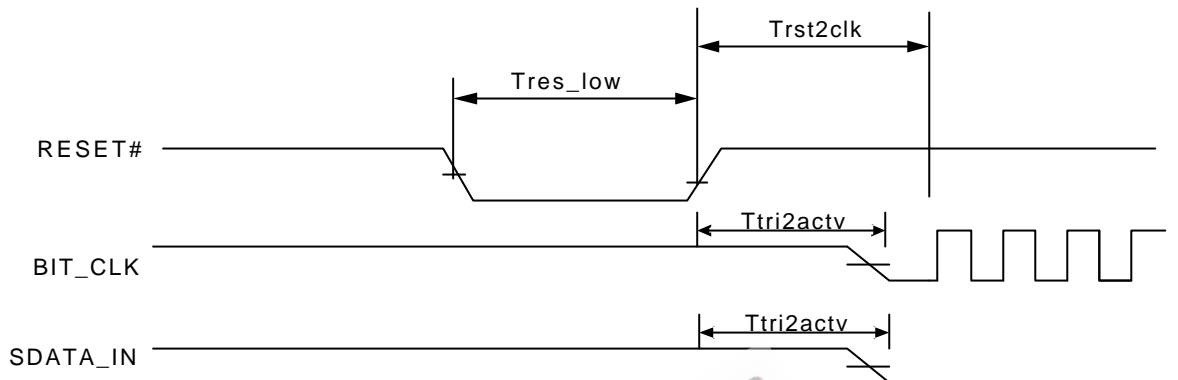 Trst2clk
Tres_low
RESET#
Ttri2actv
BIT_CLK
Ttri2actv
SDATA_IN